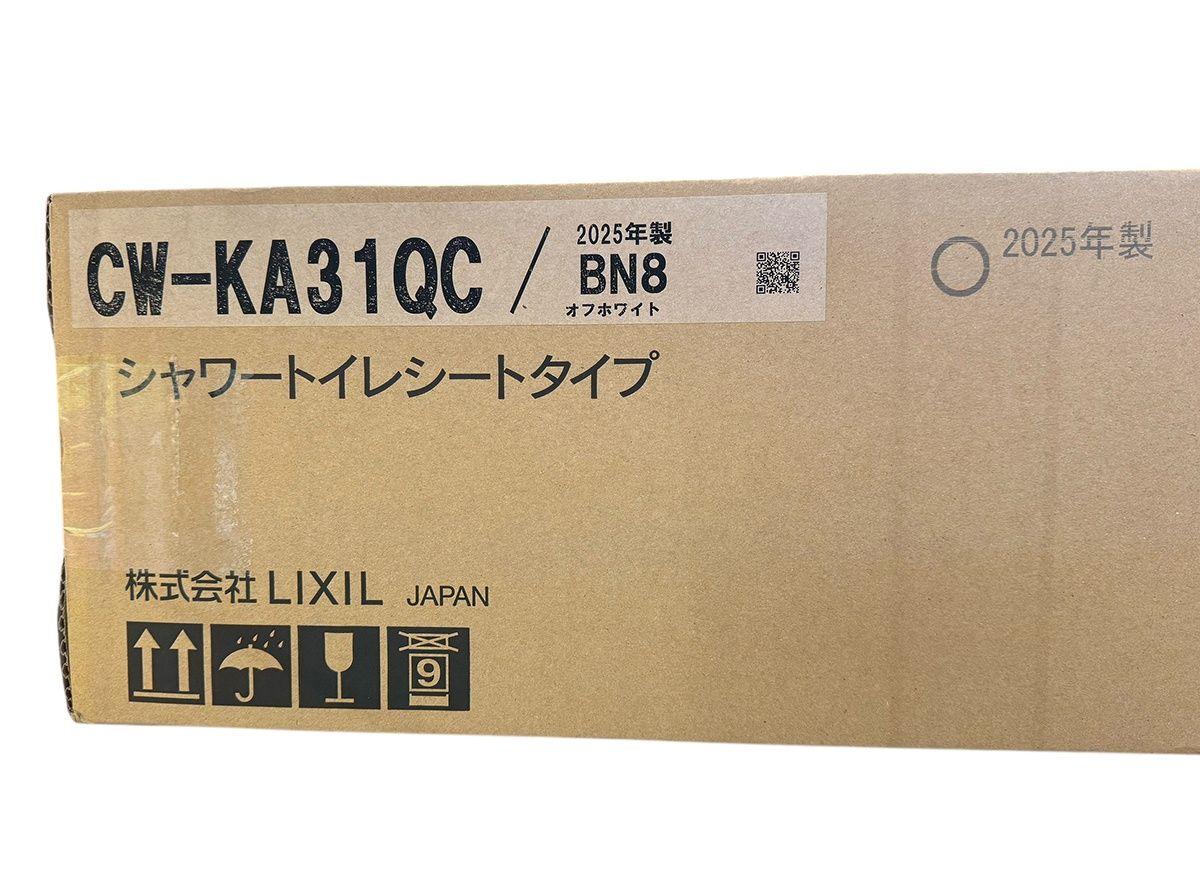 CW-KA31QC / 2025年製
BN8
オフホワイト
○ 2025年製
シャワートイレシートタイプ
株式会社 LIXIL JAPAN
9